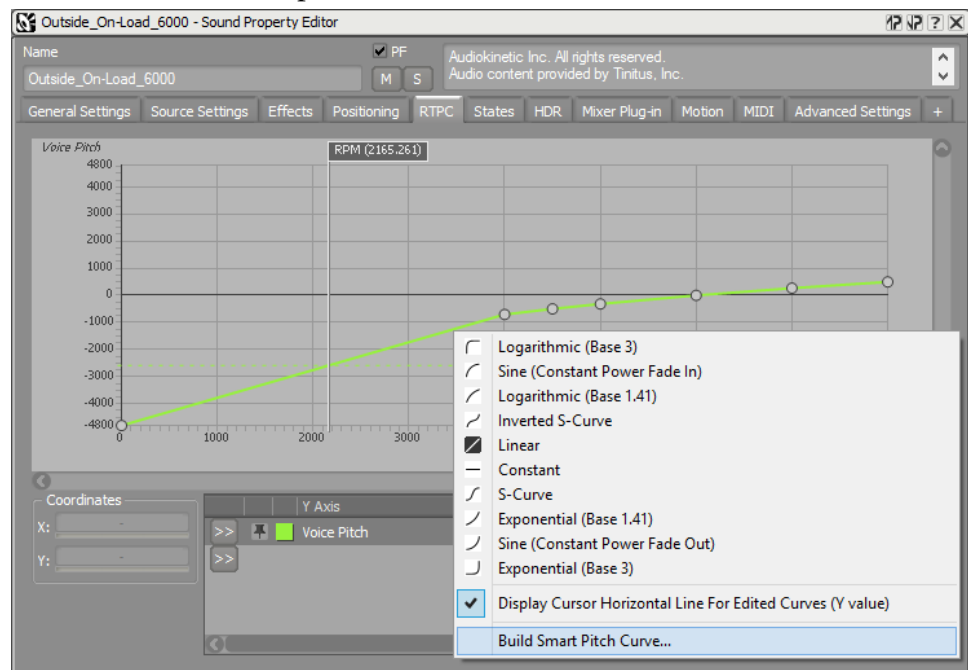 Outside_On-Load_6000 - Sound Property Editor
Name
PF
Outside_On-Load_6000
M S
Audiokinetic Inc. All rights reserved.
Audio content provided by Tinitus, Inc.
General Settings Source Settings Effects Positioning RTPC States HDR Mixer Plug-in Motion MIDI Advanced Settings +
Voice Pitch
RPM (2165.261)
4800
4000
3000
2000
1000
0
-1000
-2000
-3000
-4000
-4800
0 1000 2000 3000
Logarithmic (Base 3)
Sine (Constant Power Fade In)
Logarithmic (Base 1.41)
Inverted S-Curve
Linear
Constant
S-Curve
Exponential (Base 1.41)
Sine (Constant Power Fade Out)
Exponential (Base 3)
Display Cursor Horizontal Line For Edited Curves (Y value)
Build Smart Pitch Curve...
Coordinates
X: -
Y: -
Y Axis
>> Voice Pitch
>>